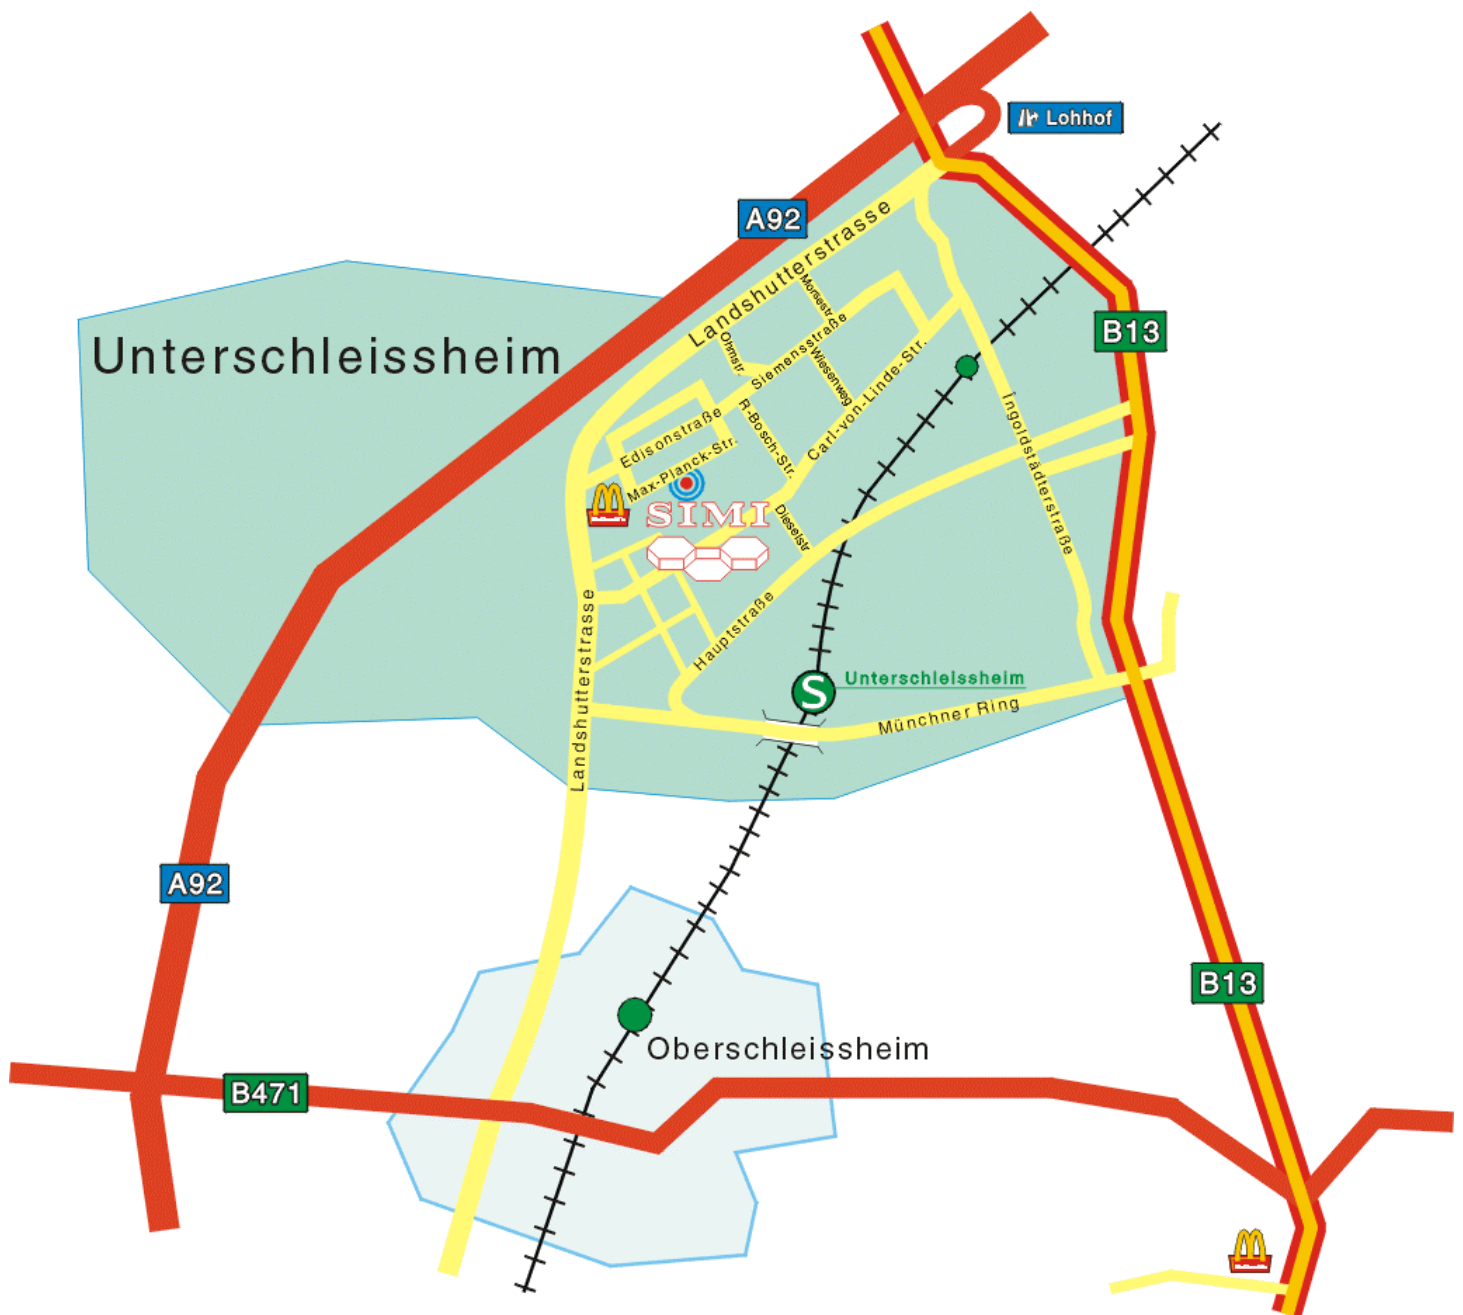 Lohhof
A92
Landshutterstrasse
Morsestr.
B13
Unterschleissheim
Ohmstr.
Siemensstraße
Wiesenweg
Carl-von-Linde-Str.
Edisonstraße
R-Bosch-Str.
Ingoldstädterstraße
Max-Planck-Str.
SIMI
Dieselstr
Hauptstraße
Landshutterstrasse
S
Unterschleissheim
Münchner Ring
A92
B13
Oberschleissheim
B471